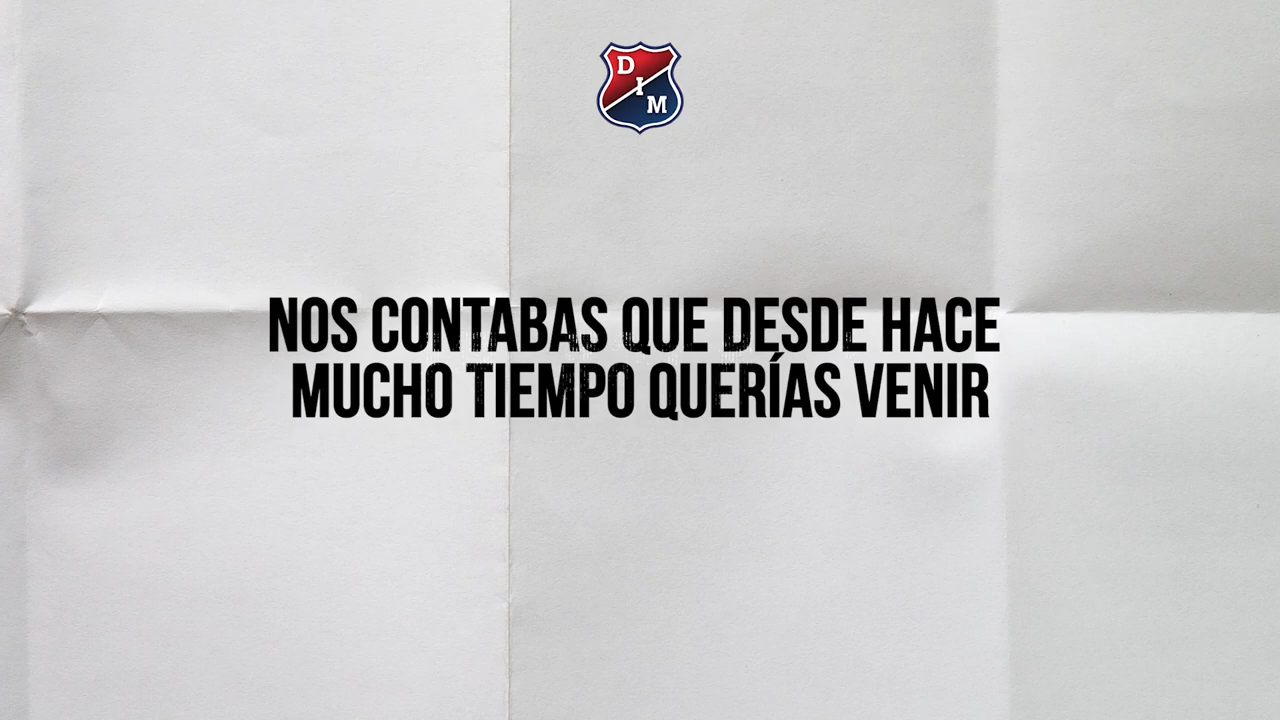 D
I
M
NOS CONTABAS QUE DESDE HACE
MUCHO TIEMPO QUERÍAS VENIR